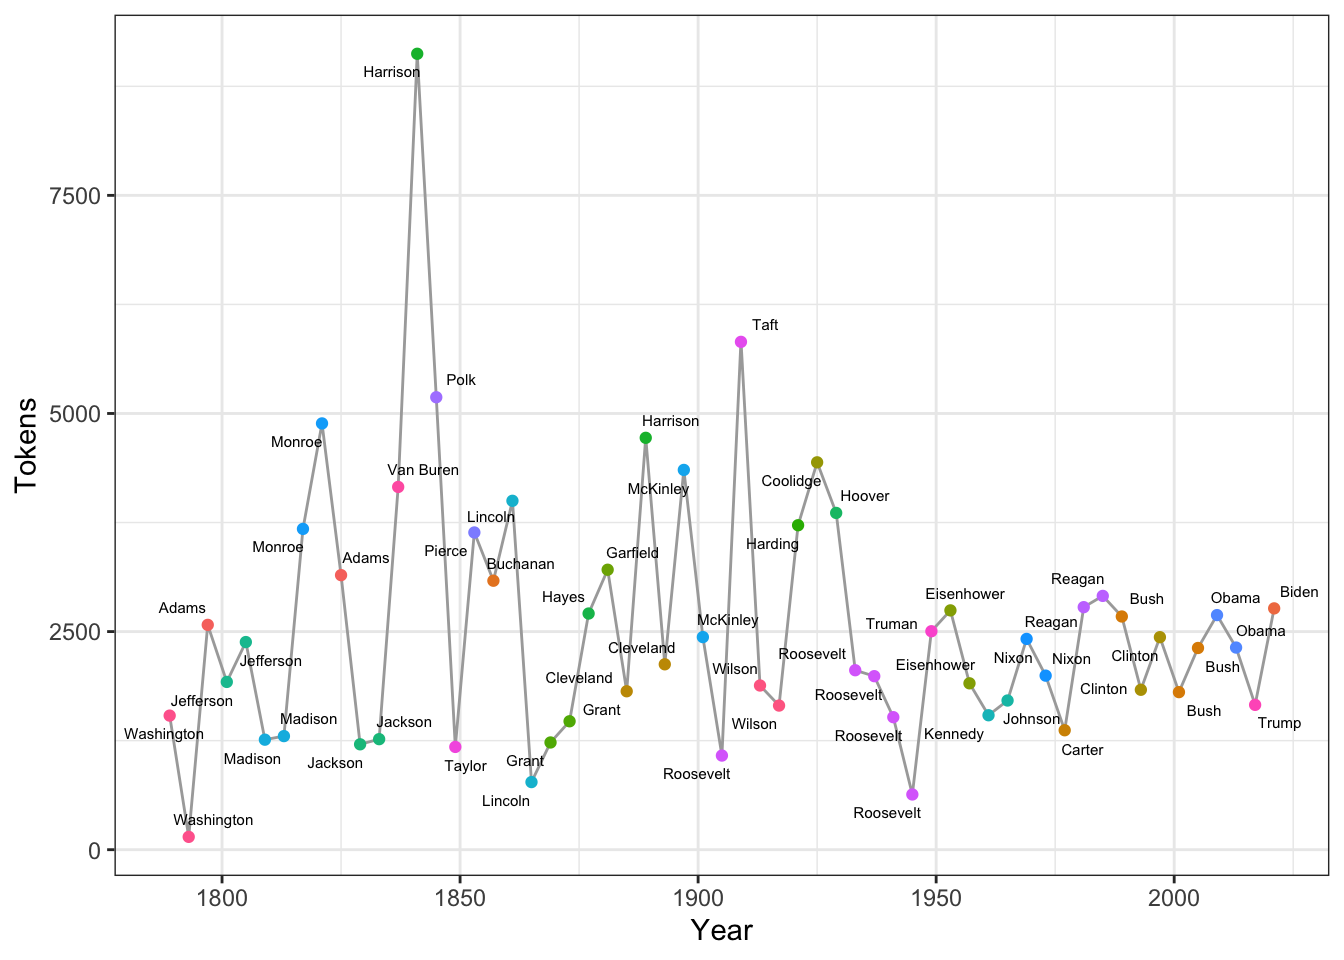 Harrison
7500
Taft
Polk
5000
Harrison
Monroe
Van Buren
Coolidge
McKinley
Hoover
Lincoln
Monroe
Harding
Pierce
Garfield
Adams
Buchanan
Reagan
Eisenhower
Hayes
Biden
Obama
Bush
Adams
2500
McKinley
Reagan
Truman
Obama
Cleveland
Roosevelt
Nixon
Nixon
Clinton
Jefferson
Eisenhower
Bush
Wilson
Cleveland
Clinton
Roosevelt
Jefferson
Grant
Bush
Madison
Johnson
Jackson
Wilson
Trump
Washington
Kennedy
Roosevelt
Carter
Madison
Grant
Jackson
Taylor
Roosevelt
Lincoln
Roosevelt
Washington
0
1800
1850
1900
1950
2000
Year
Tokens